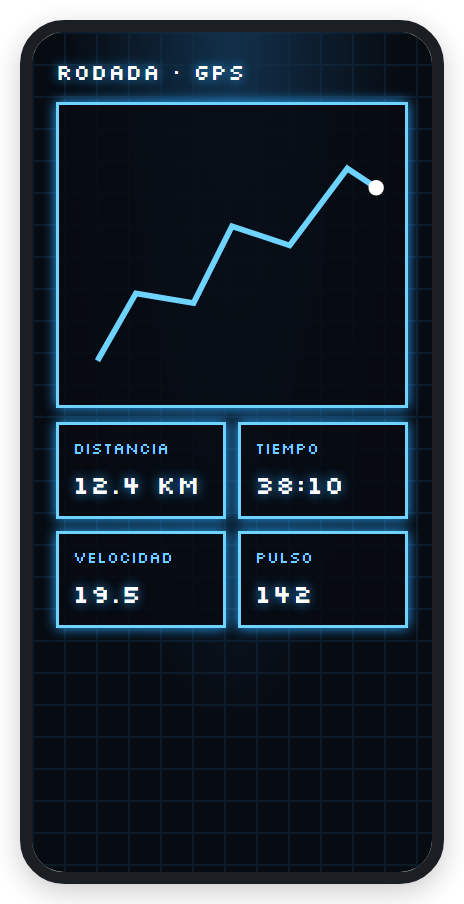 RODADA · GPS
DISTANCIA
12.4 KM
TIEMPO
38:10
VELOCIDAD
19.5
PULSO
142